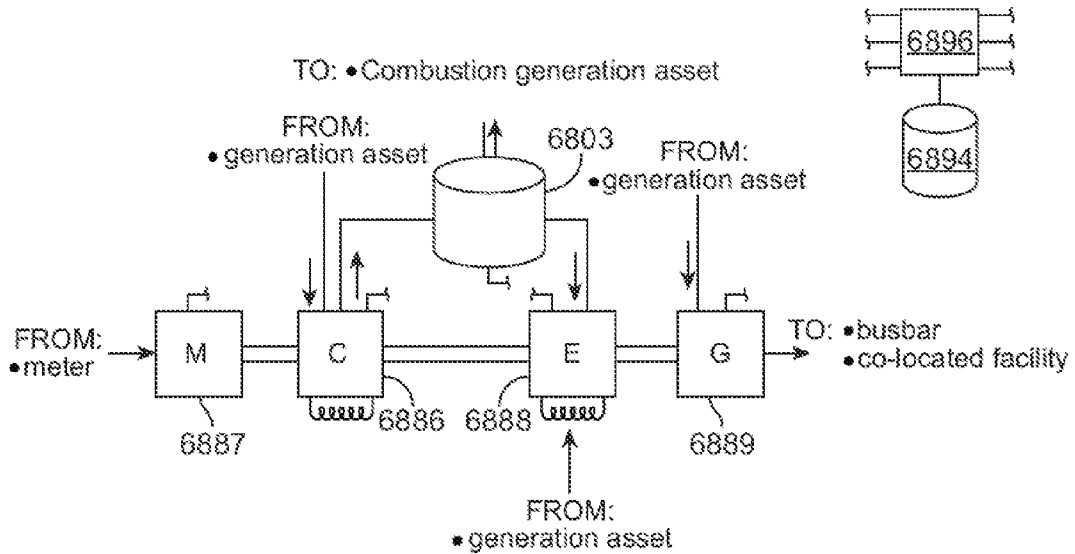 6896
TO: • Combustion generation asset
FROM:
• generation asset
6803
FROM:
• generation asset
6894
FROM:
• meter
M
C
E
G
TO: • busbar
• co-located facility
6887
6886
6888
6889
FROM:
• generation asset